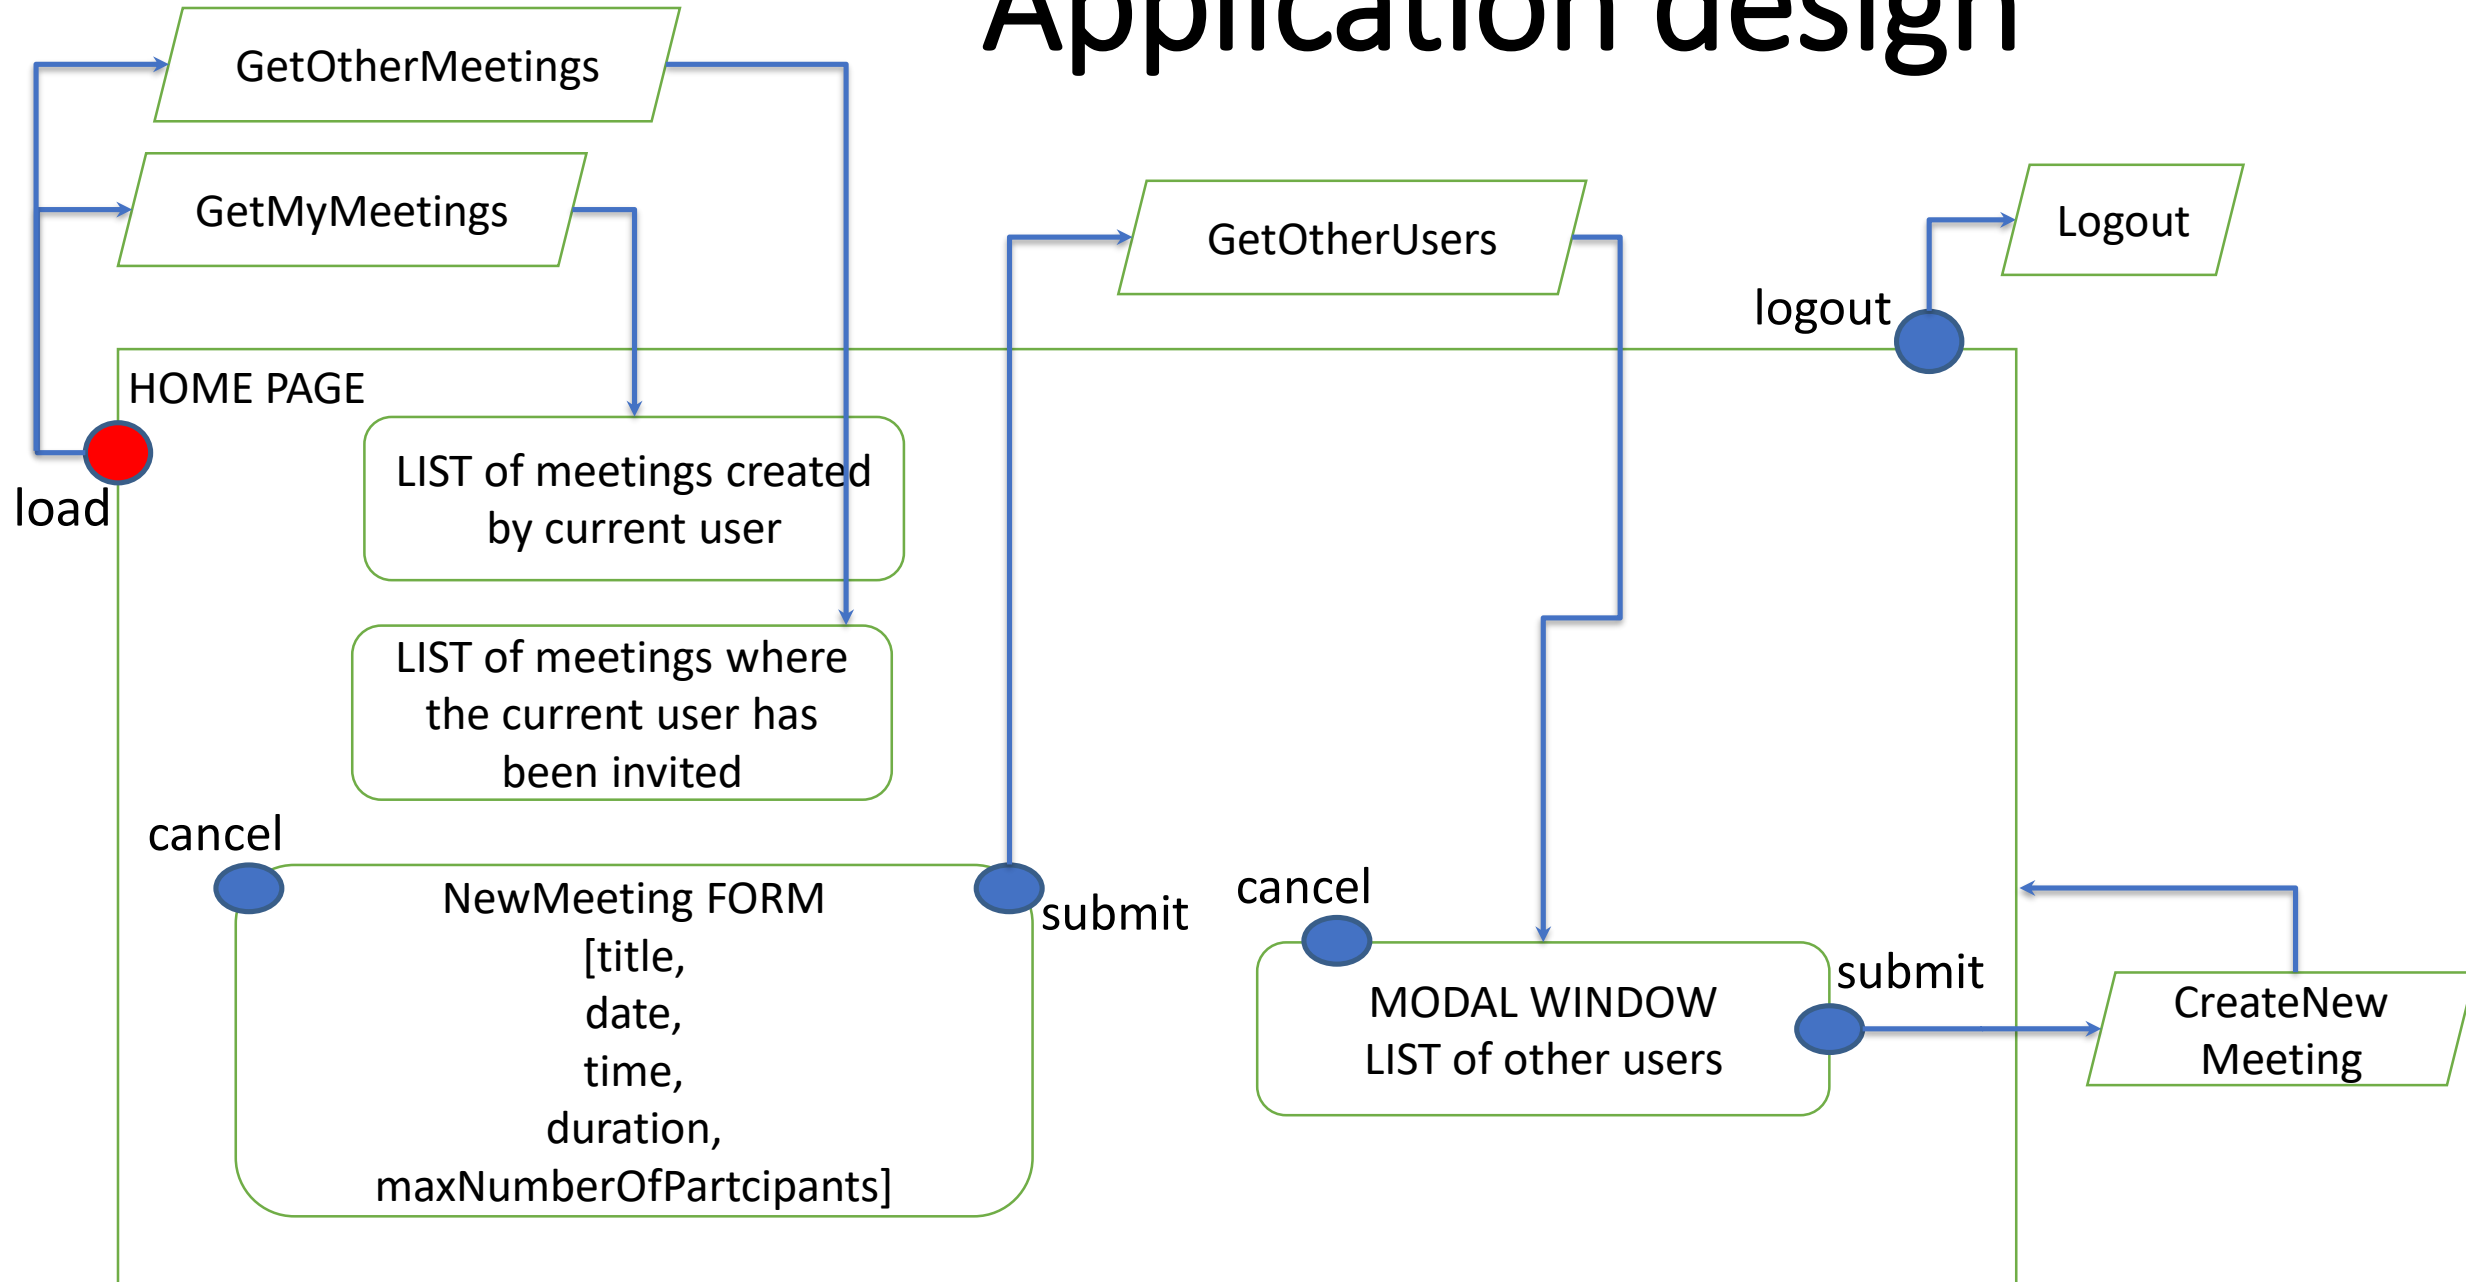 Application design
GetOtherMeetings
GetMyMeetings
GetOtherUsers
Logout
logout
HOME PAGE
load
LIST of meetings created
by current user
LIST of meetings where
the current user has
been invited
cancel
NewMeeting FORM
[title,
date,
time,
duration,
maxNumberOfPartcipants]
submit
cancel
MODAL WINDOW
LIST of other users
submit
CreateNew
Meeting